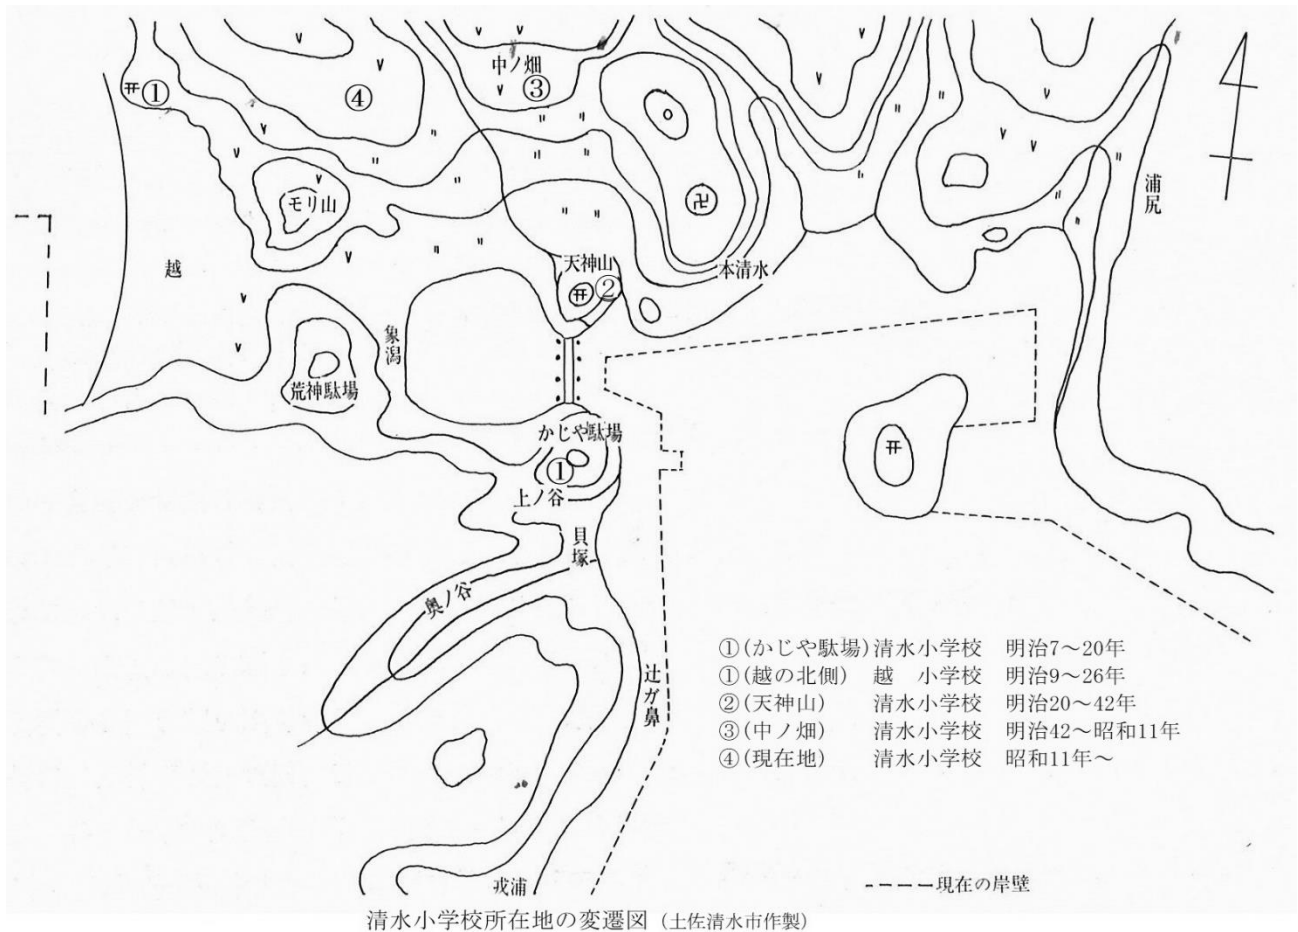 中ノ畑
①
④
③
モリ山
浦尻
越
天神山
②
本清水
象潟
荒神駄場
かじや駄場
①
上ノ谷
貝塚
奥ノ谷
辻ガ鼻
戎浦
①(かじや駄場)清水小学校 明治7～20年
①(越の北側) 越 小学校 明治9～26年
②(天神山) 清水小学校 明治20～42年
③(中ノ畑) 清水小学校 明治42～昭和11年
④(現在地) 清水小学校 昭和11年～
-----現在の岸壁
清水小学校所在地の変遷図(土佐清水市作製)